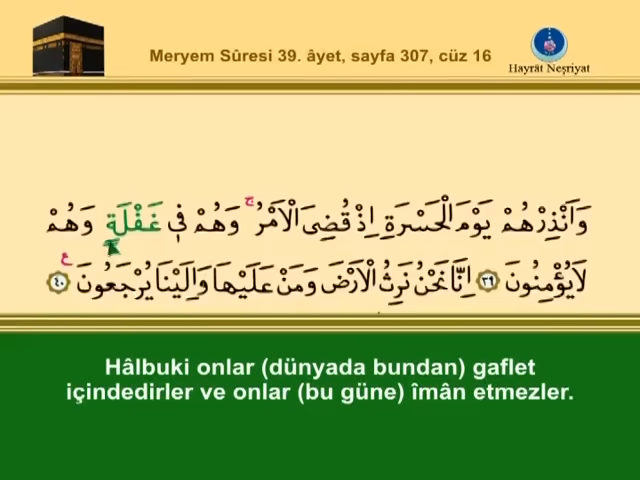 Meryem Sûresi 39. âyet, sayfa 307, cüz 16
Hayrât Neşriyat
وَاَنْذِرْهُمْ يَوْمَ الْحَسْرَةِ اِذْ قُضِىَ الْاَمْرُ ۚ وَهُمْ فٖى غَفْلَةٍ وَهُمْ
لَا يُؤْمِنُونَ ٣٩ اِنَّا نَحْنُ نَرِثُ الْاَرْضَ وَمَنْ عَلَيْهَا وَاِلَيْنَا يُرْجَعُونَ ع ٤٠
Hâlbuki onlar (dünyada bundan) gaflet
içindedirler ve onlar (bu güne) îmân etmezler.